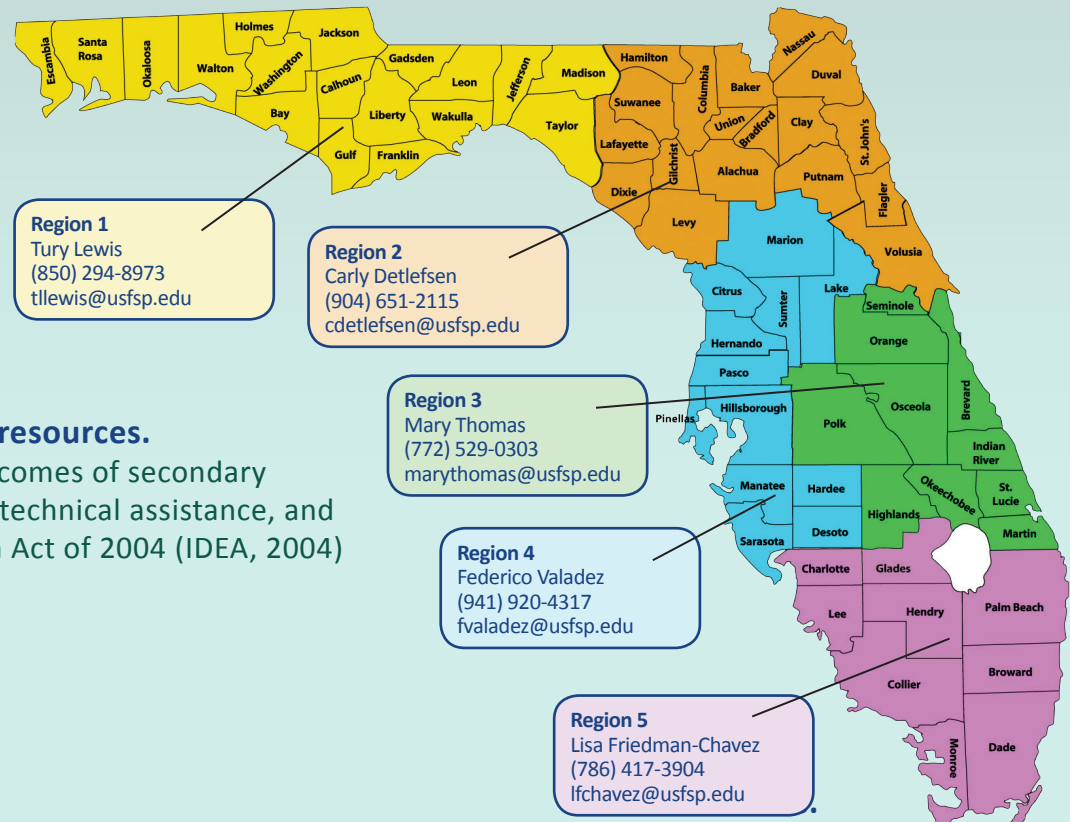 Escambia
Santa
Rosa
Okaloosa
Walton
Holmes
Washington
Jackson
Bay
Calhoun
Gulf
Liberty
Franklin
Gadsden
Leon
Wakulla
Jefferson
Madison
Taylor
Hamilton
Suwanee
Lafayette
Dixie
Gilchrist
Columbia
Baker
Union
Bradford
Alachua
Levy
Nassau
Duval
Clay
St. John's
Putnam
Flagler
Volusia
Region 1
Tury Lewis
(850) 294-8973
tllewis@usfsp.edu
Region 2
Carly Detlefsen
(904) 651-2115
cdetlefsen@usfsp.edu
Marion
Citrus
Sumter
Lake
Hernando
Pasco
Pinellas
Hillsborough
Manatee
Hardee
Sarasota
Desoto
Seminole
Orange
Osceola
Brevard
Polk
Indian
River
Okeechobee
St.
Lucie
Highlands
Martin
Region 3
Mary Thomas
(772) 529-0303
marythomas@usfsp.edu
resources.
comes of secondary
technical assistance, and
n Act of 2004 (IDEA, 2004)
Region 4
Federico Valadez
(941) 920-4317
fvaladez@usfsp.edu
Charlotte
Glades
Lee
Hendry
Palm Beach
Collier
Broward
Monroe
Dade
Region 5
Lisa Friedman-Chavez
(786) 417-3904
lfchavez@usfsp.edu
.